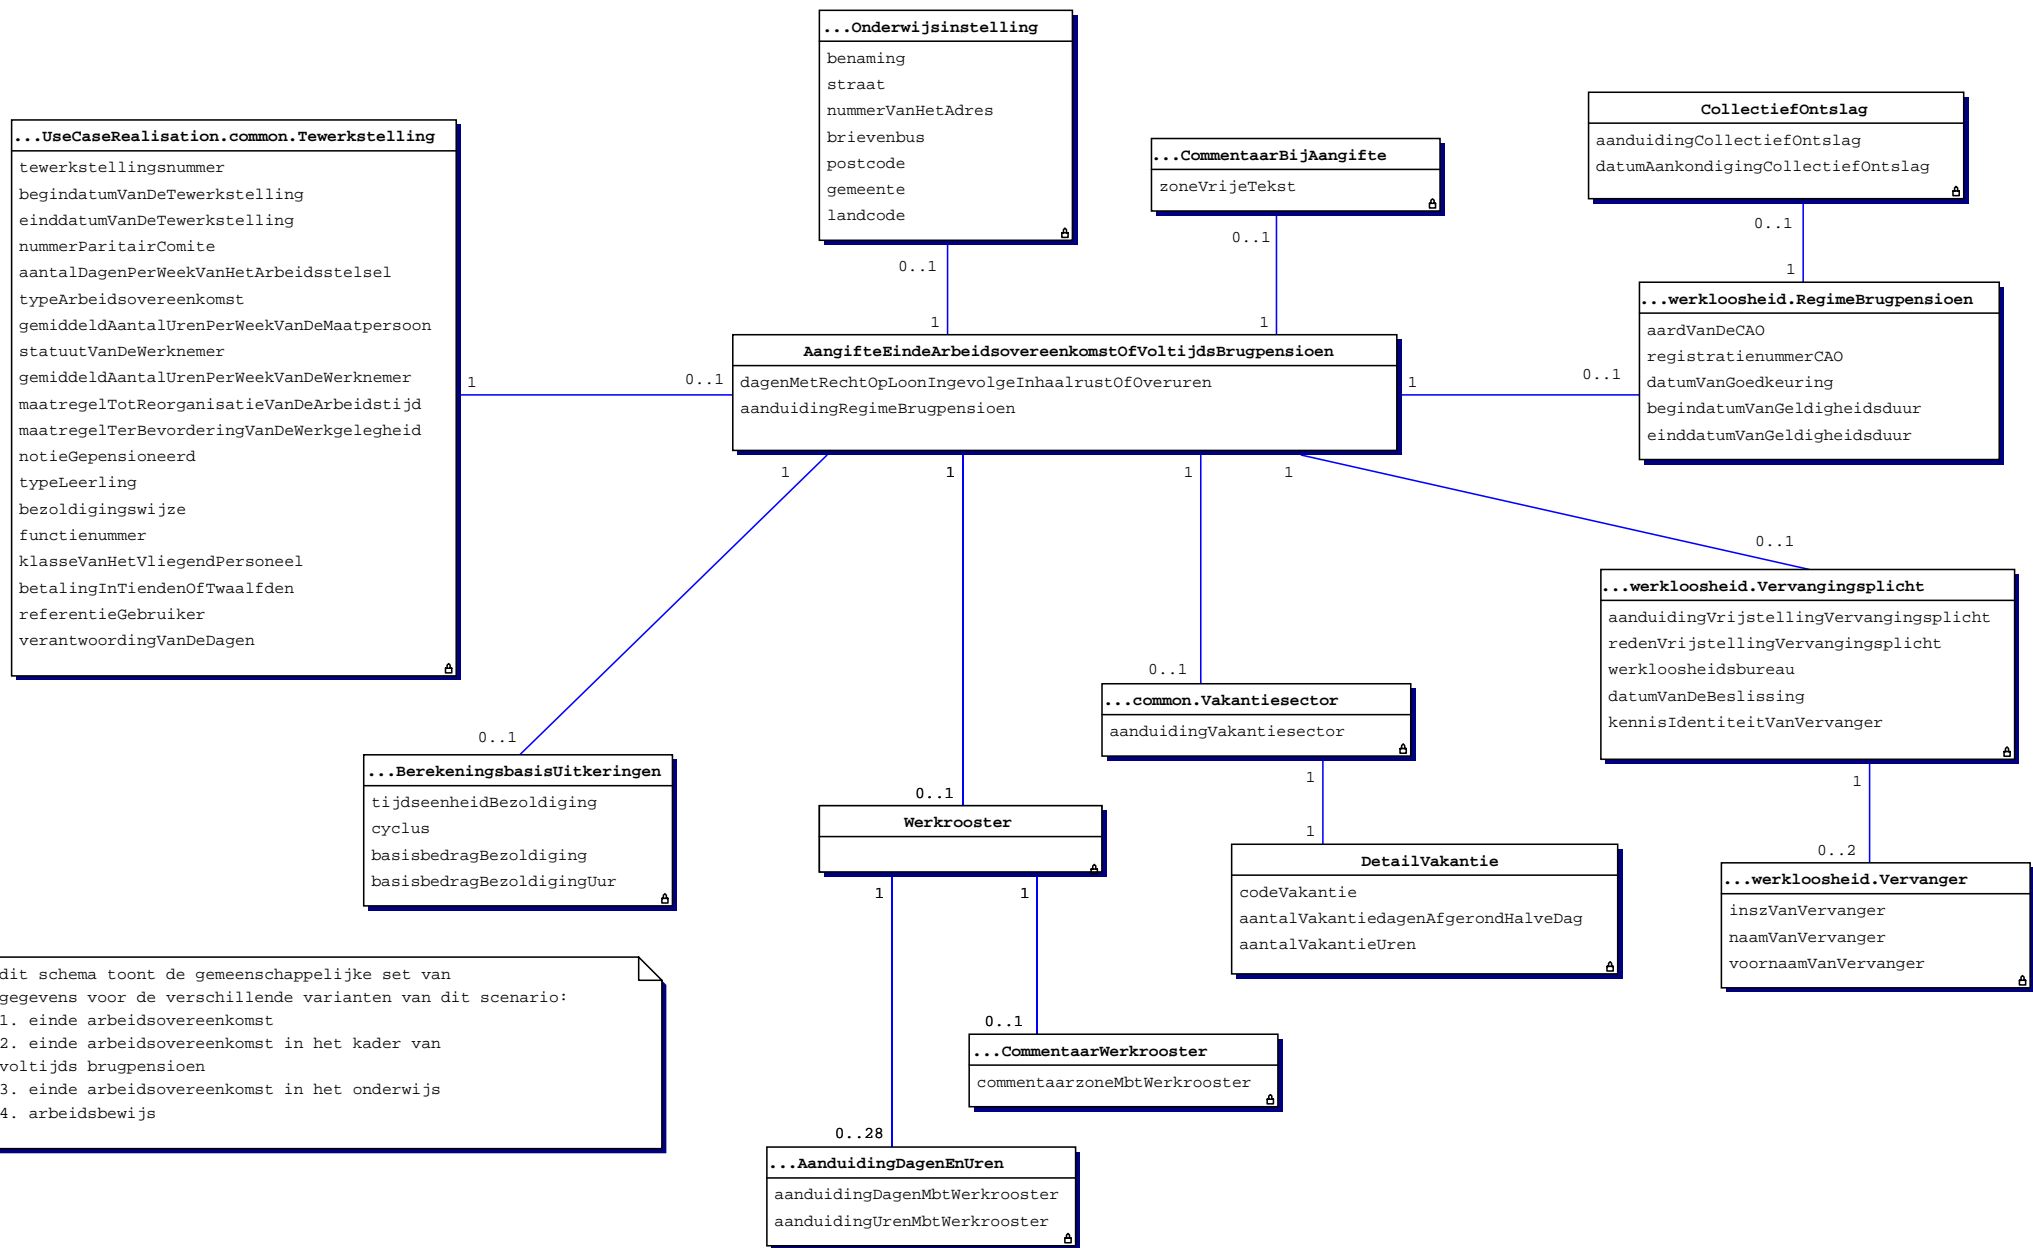 ...Onderwijsinstelling
benaming
straat
nummerVanHetAdres
brievenbus
postcode
gemeente
landcode
0..1
1
CollectiefOntslag
aanduidingCollectiefOntslag
datumAankondigingCollectiefOntslag
0..1
1
...UseCaseRealisation.common.Tewerkstelling
tewerkstellingsnummer
begindatumVanDeTewerkstelling
einddatumVanDeTewerkstelling
nummerParitairComite
aantalDagenPerWeekVanHetArbeidsstelsel
typeArbeidsovereenkomst
gemiddeldAantalUrenPerWeekVanDeMaatpersoon
statuutVanDeWerknemer
gemiddeldAantalUrenPerWeekVanDeWerknemer
maatregelTotReorganisatieVanDeArbeidstijd
maatregelTerBevorderingVanDeWerkgelegheid
notieGepensioneerd
typeLeerling
bezoldigingswijze
functienummer
klasseVanHetVliegendPersoneel
betalingInTiendenOfTwaalfden
referentieGebruiker
verantwoordingVanDeDagen
1
0..1
...CommentaarBijAangifte
zoneVrijeTekst
0..1
1
...werkloosheid.RegimeBrugpensioen
aardVanDeCAO
registratienummerCAO
datumVanGoedkeuring
begindatumVanGeldigheidsduur
einddatumVanGeldigheidsduur
AangifteEindeArbeidsovereenkomstOfVoltijdsBrugpensioen
dagenMetRechtOpLoonIngevolgeInhaalrustOfOveruren
aanduidingRegimeBrugpensioen
1
0..1
1
1
1
1
0..1
...werkloosheid.Vervangingsplicht
aanduidingVrijstellingVervangingsplicht
redenVrijstellingVervangingsplicht
werkloosheidsbureau
datumVanDeBeslissing
kennisIdentiteitVanVervanger
0..1
...common.Vakantiesector
aanduidingVakantiesector
0..1
...BerekeningsbasisUitkeringen
tijdseenheidBezoldiging
cyclus
basisbedragBezoldiging
basisbedragBezoldigingUur
0..1
Werkrooster
1
1
1
1
DetailVakantie
codeVakantie
aantalVakantiedagenAfgerondHalveDag
aantalVakantieUren
1
0..2
...werkloosheid.Vervanger
inszVanVervanger
naamVanVervanger
voornaamVanVervanger
dit schema toont de gemeenschappelijke set van
gegevens voor de verschillende varianten van dit scenario:
1. einde arbeidsovereenkomst
2. einde arbeidsovereenkomst in het kader van
voltijds brugpensioen
3. einde arbeidsovereenkomst in het onderwijs
4. arbeidsbewijs
0..1
...CommentaarWerkrooster
commentaarzoneMbtWerkrooster
0..28
...AanduidingDagenEnUren
aanduidingDagenMbtWerkrooster
aanduidingUrenMbtWerkrooster